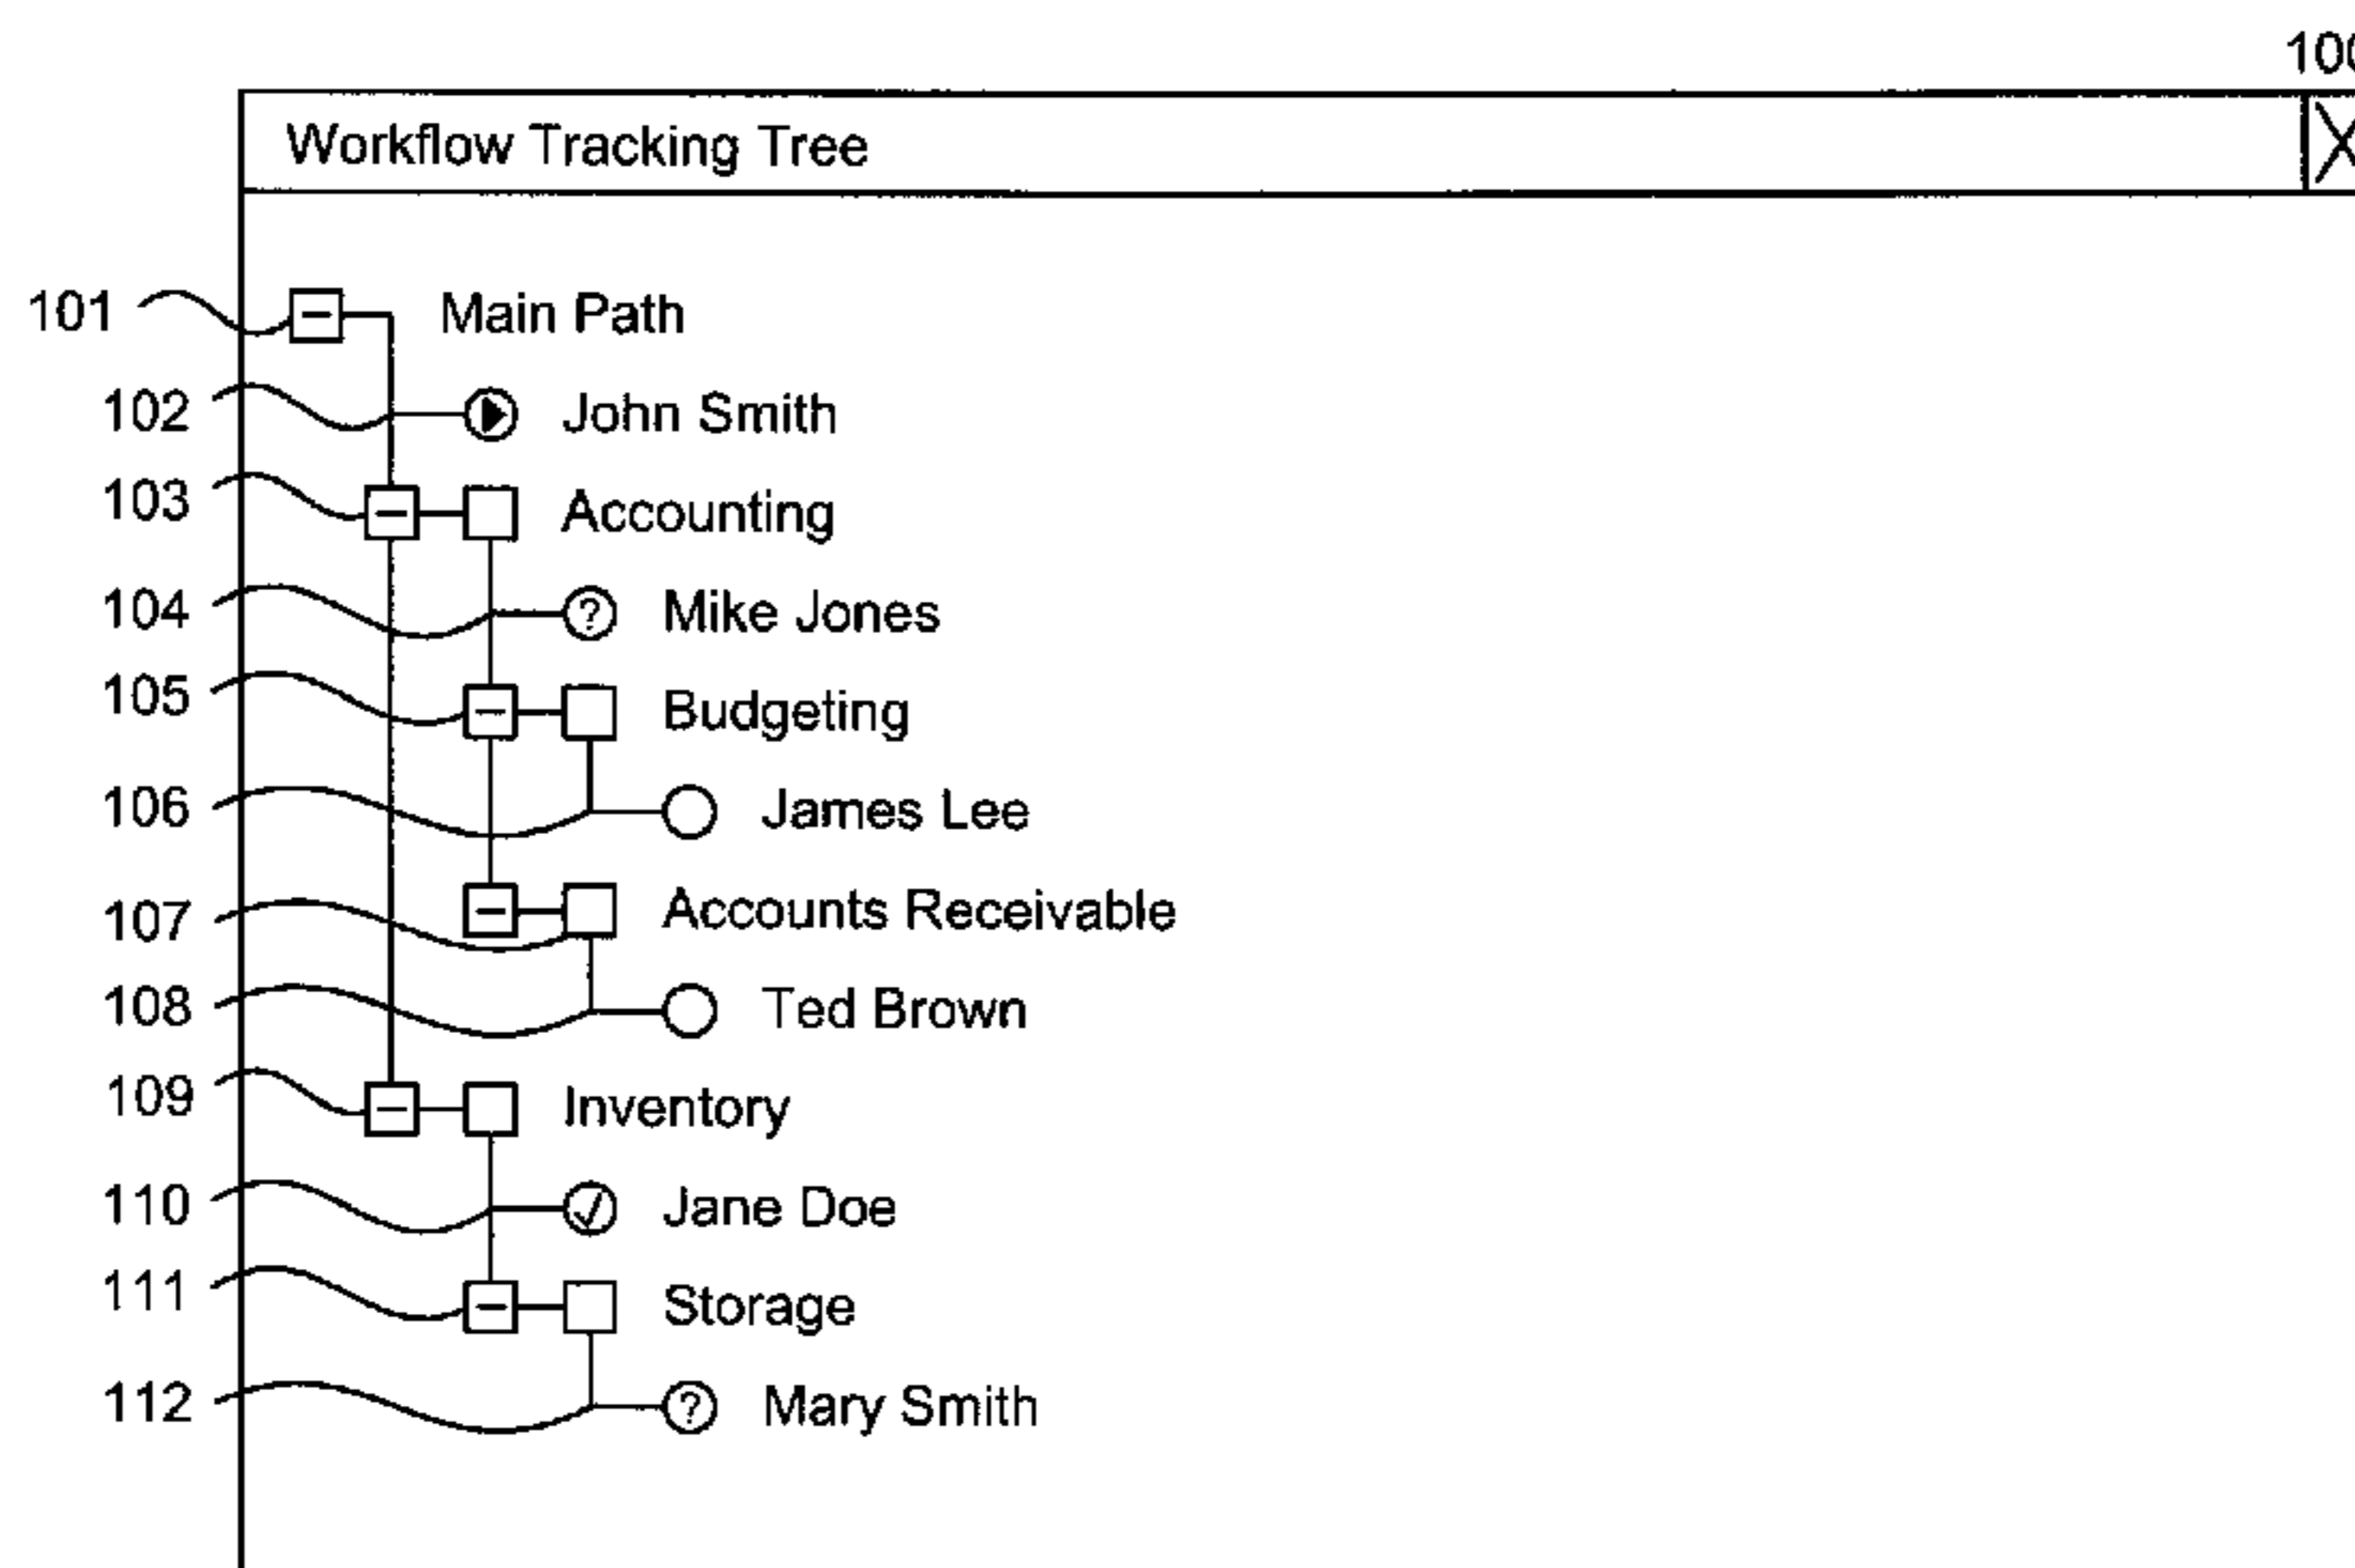 100
Workflow Tracking Tree
101 Main Path
102 John Smith
103 Accounting
104 ? Mike Jones
105 Budgeting
106 James Lee
107 Accounts Receivable
108 Ted Brown
109 Inventory
110 Jane Doe
111 Storage
112 ? Mary Smith